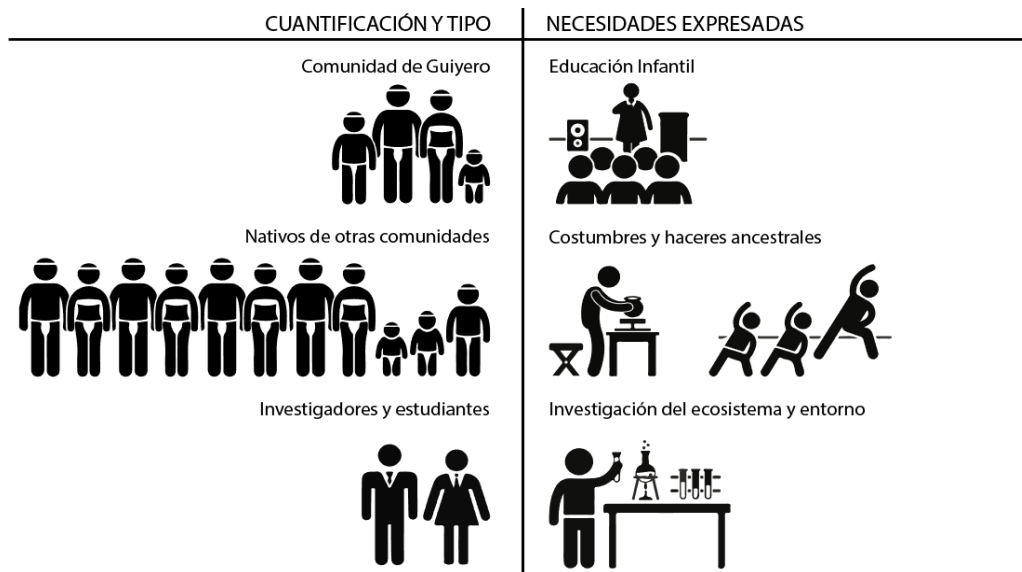 CUANTIFICACIÓN Y TIPO
NECESIDADES EXPRESADAS
Comunidad de Guiyero
Educación Infantil
Nativos de otras comunidades
Costumbres y haceres ancestrales
Investigadores y estudiantes
Investigación del ecosistema y entorno